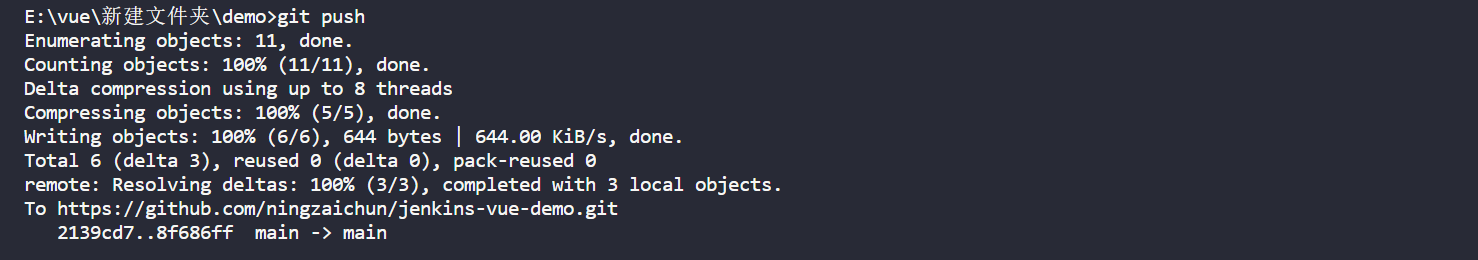 E:\vue\新建文件夹\demo>git push
Enumerating objects: 11, done.
Counting objects: 100% (11/11), done.
Delta compression using up to 8 threads
Compressing objects: 100% (5/5), done.
Writing objects: 100% (6/6), 644 bytes | 644.00 KiB/s, done.
Total 6 (delta 3), reused 0 (delta 0), pack-reused 0
remote: Resolving deltas: 100% (3/3), completed with 3 local objects.
To https://github.com/ningzaichun/jenkins-vue-demo.git
   2139cd7..8f686ff  main -> main